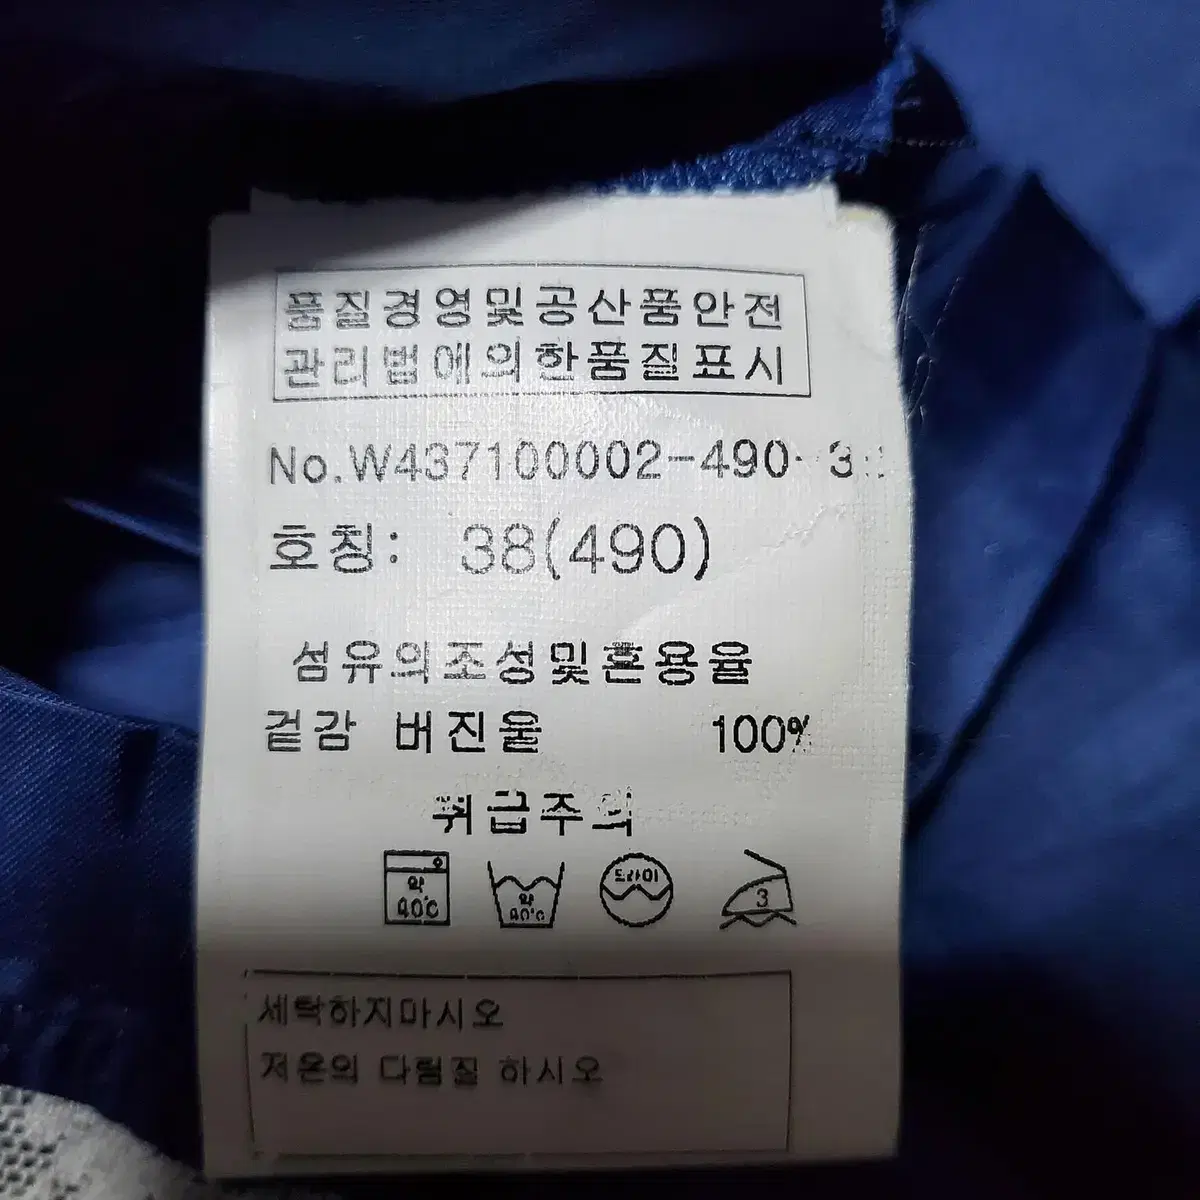 품질경영및공산품안전
관리법에의한품질표시
No.W437100002-490-3
호칭: 38(490)
섬유의조성및혼용율
겉감 버진울 100%
취급주의
약 40℃
약 40℃
드라이
3
세탁하지마시오
저온의 다림질 하시오